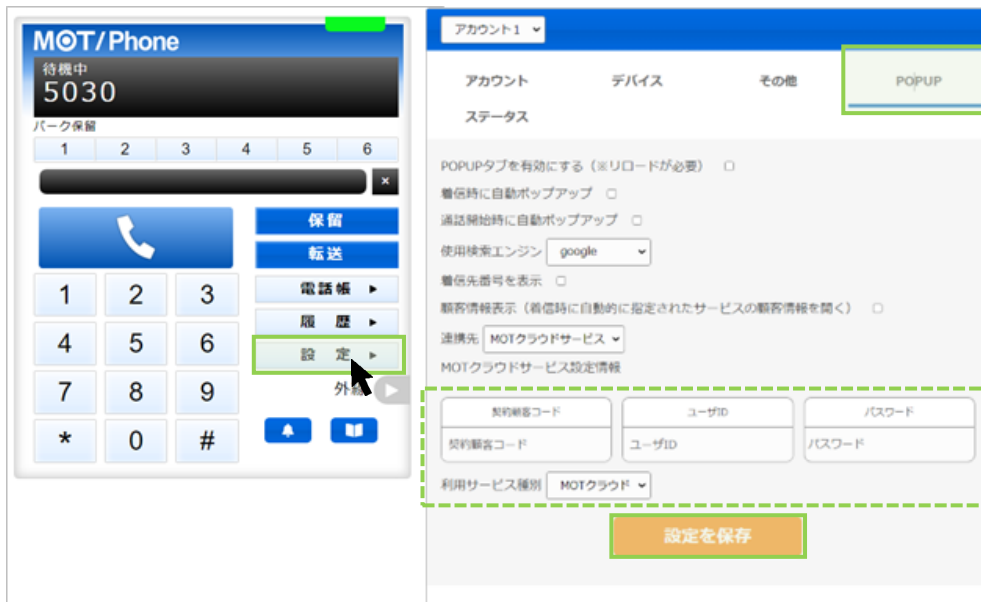 MOT/Phone
待機中
5030
パーク保留
1 2 3 4 5 6
×
保留
転送
電話帳 ▶
履 歴 ▶
設 定 ▶
外線
1 2 3
4 5 6
7 8 9
* 0 #
アカウント1
アカウント デバイス その他 POPUP
ステータス
POPUPタブを有効にする（※リロードが必要）
着信時に自動ポップアップ
通話開始時に自動ポップアップ
使用検索エンジン google
着信先番号を表示
顧客情報表示（着信時に自動的に指定されたサービスの顧客情報を開く）
連携先 MOTクラウドサービス
MOTクラウドサービス設定情報
契約顧客コード ユーザID パスワード
契約顧客コード ユーザID パスワード
利用サービス種別 MOTクラウド
設定を保存